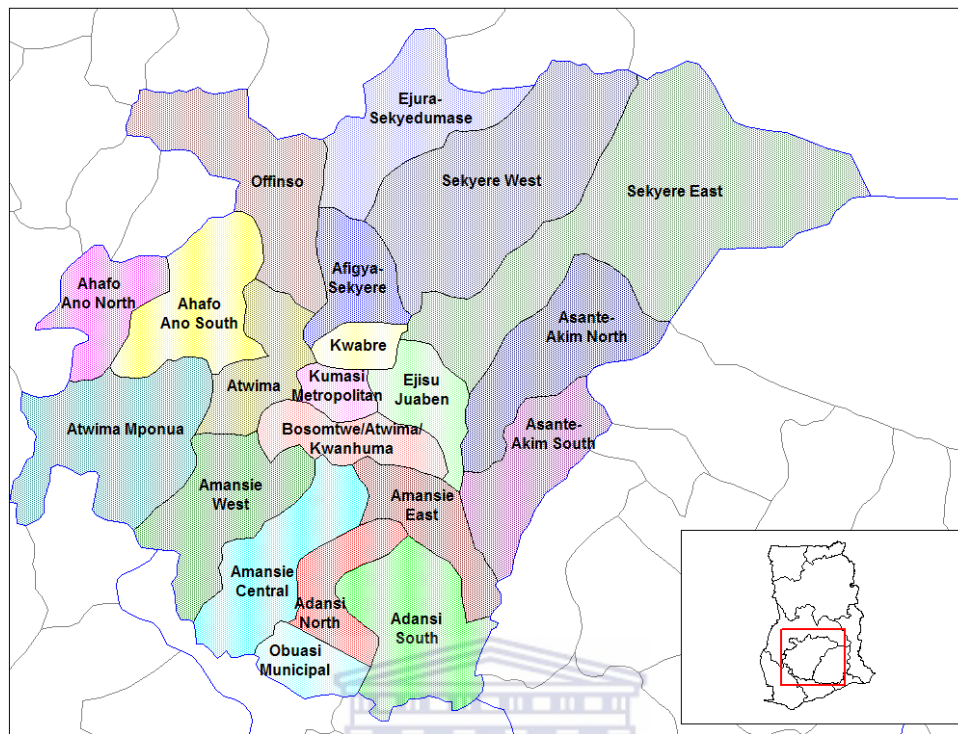 Ejura-
Sekyedumase
Sekyere West
Offinso
Sekyere East
Afigya-
Sekyere
Ahafo
Ano North
Ahafo
Ano South
Asante-
Akim North
Kwabre
Kumasi
Metropolitan
Ejisu
Juaben
Atwima
Atwima Mponua
Bosomtwe/Atwima/
Kwanhuma
Asante-
Akim South
Amansie
West
Amansie
East
Amansie
Central
Adansi
North
Adansi
South
Obuasi
Municipal